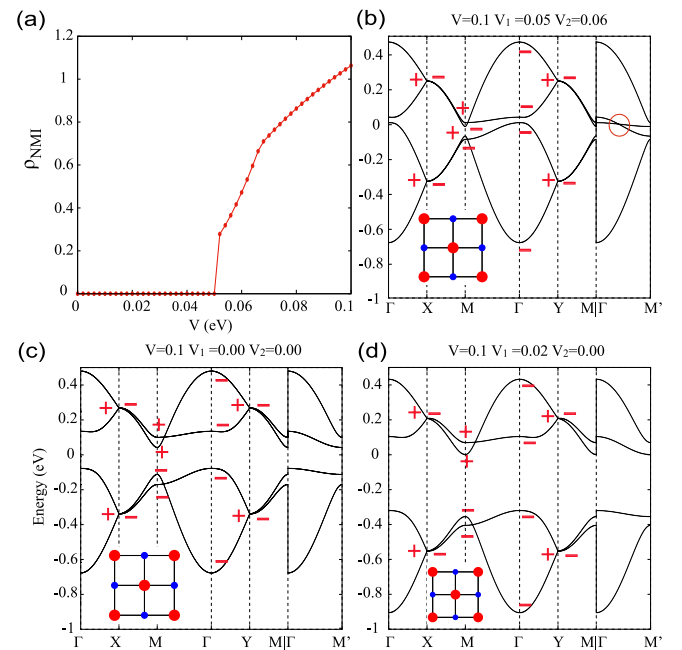 (a)
1.2
1
0.8
0.6
0.4
0.2
0
ρNMI
0 0.02 0.04 0.06 0.08 0.1
V (eV)
(b)
V=0.1 V₁ =0.05 V₂=0.06
0.4
0.2
0
-0.2
-0.4
-0.6
-0.8
-1
+ − + + − − + − − − + − + − + − −
Γ X M Γ Y M|Γ M'
(c)
V=0.1 V₁ =0.00 V₂=0.00
0.4
0.2
0
-0.2
-0.4
-0.6
-0.8
-1
Energy (eV)
+ − + + − − + − − − − − + − + −
Γ X M Γ Y M|Γ M'
(d)
V=0.1 V₁ =0.02 V₂=0.00
0.4
0.2
0
-0.2
-0.4
-0.6
-0.8
-1
+ − + + − − + − − − − − + − + −
Γ X M Γ Y M|Γ M'